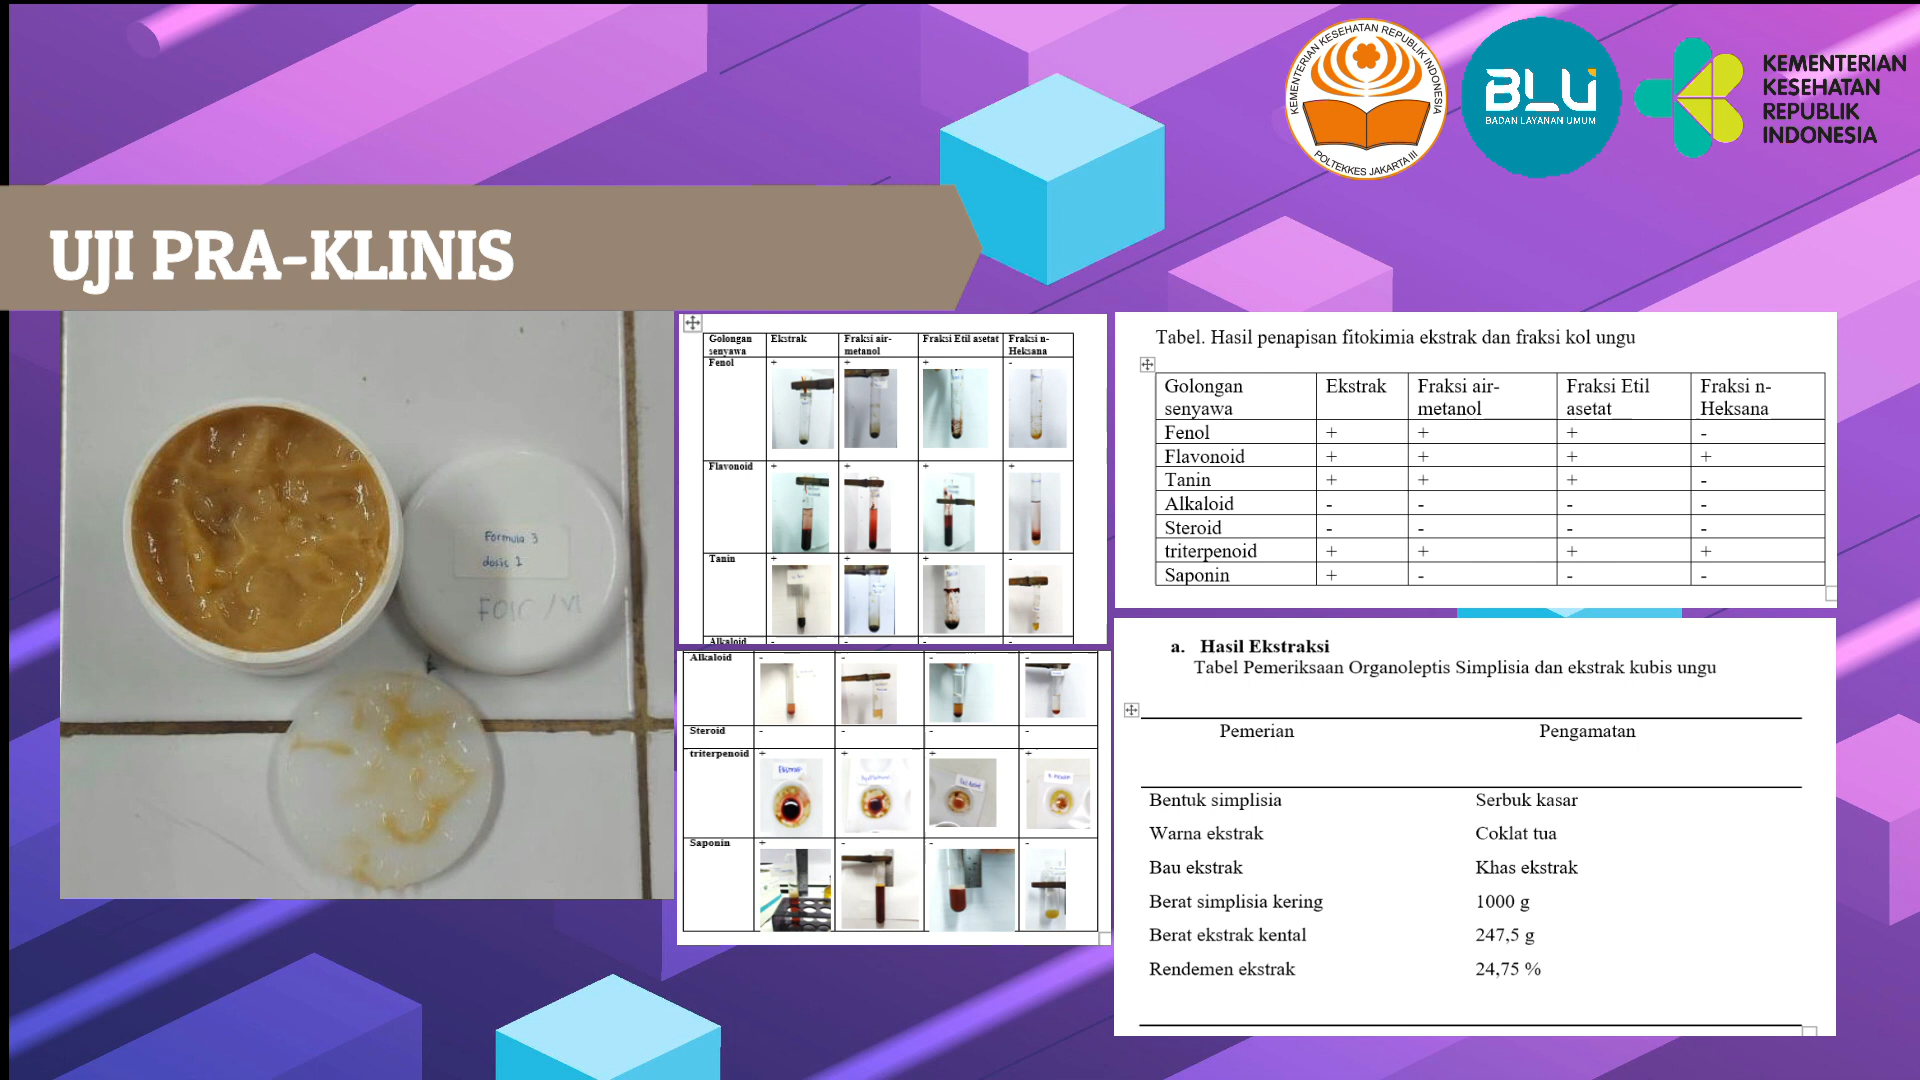 KEMENTERIAN KESEHATAN REPUBLIK INDONESIA
POLTEKKES JAKARTA III
BLU
BADAN LAYANAN UMUM
KEMENTERIAN
KESEHATAN
REPUBLIK
INDONESIA
UJI PRA-KLINIS
Formula 3
dosis 1
Golongan senyawa Ekstrak Fraksi air-metanol Fraksi Etil asetat Fraksi n-Heksana
Fenol + + + -
Flavonoid + + + +
Tanin + + + -
Alkaloid - - - -
Alkaloid - - - -
Steroid - - - -
triterpenoid + + + +
Ekstrak
Saponin + - - -
Tabel. Hasil penapisan fitokimia ekstrak dan fraksi kol ungu
Golongan senyawa Ekstrak Fraksi air-metanol Fraksi Etil asetat Fraksi n-Heksana
Fenol + + + -
Flavonoid + + + +
Tanin + + + -
Alkaloid - - - -
Steroid - - - -
triterpenoid + + + +
Saponin + - - -
a. Hasil Ekstraksi
Tabel Pemeriksaan Organoleptis Simplisia dan ekstrak kubis ungu
Pemerian Pengamatan
Bentuk simplisia Serbuk kasar
Warna ekstrak Coklat tua
Bau ekstrak Khas ekstrak
Berat simplisia kering 1000 g
Berat ekstrak kental 247,5 g
Rendemen ekstrak 24,75 %